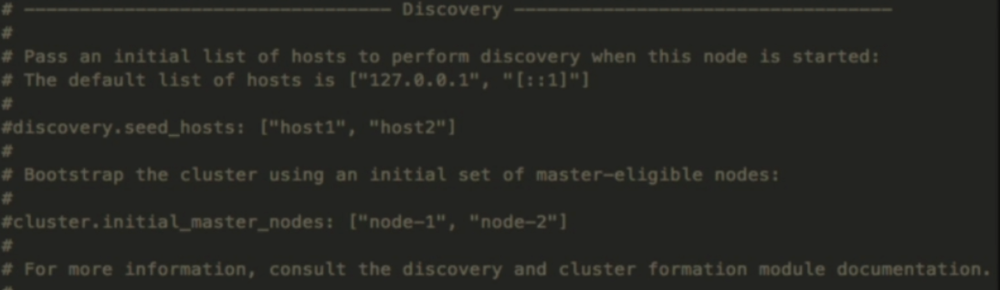 # ---------------------------------- Discovery -----------------------------------
#
# Pass an initial list of hosts to perform discovery when this node is started:
# The default list of hosts is ["127.0.0.1", "[::1]"]
#
#discovery.seed_hosts: ["host1", "host2"]
#
# Bootstrap the cluster using an initial set of master-eligible nodes:
#
#cluster.initial_master_nodes: ["node-1", "node-2"]
#
# For more information, consult the discovery and cluster formation module documentation.
#